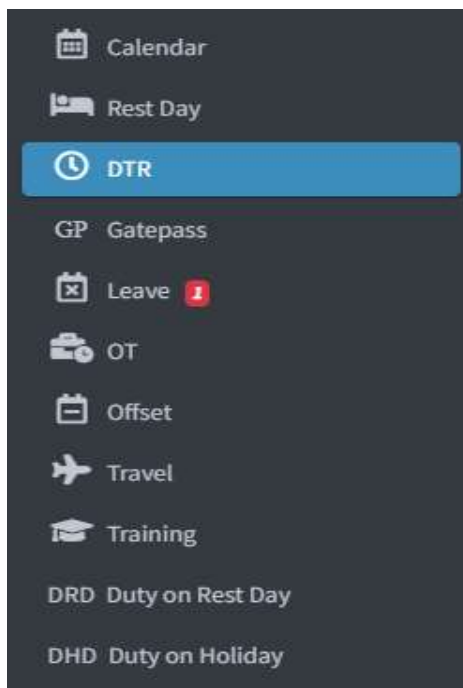 Calendar
Rest Day
DTR
GP Gatepass
Leave 1
OT
Offset
Travel
Training
DRD Duty on Rest Day
DHD Duty on Holiday